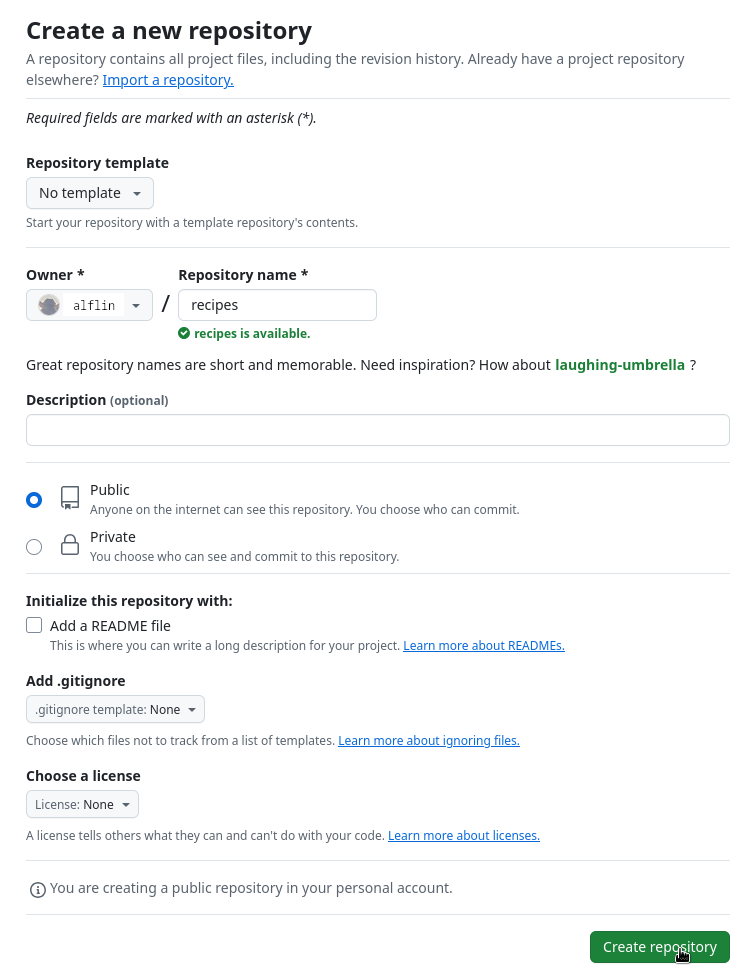 Create a new repository
A repository contains all project files, including the revision history. Already have a project repository
elsewhere? Import a repository.
Required fields are marked with an asterisk (*).
Repository template
No template
Start your repository with a template repository's contents.
Owner * Repository name *
alflin / recipes
recipes is available.
Great repository names are short and memorable. Need inspiration? How about laughing-umbrella ?
Description (optional)
Public
Anyone on the internet can see this repository. You choose who can commit.
Private
You choose who can see and commit to this repository.
Initialize this repository with:
Add a README file
This is where you can write a long description for your project. Learn more about READMEs.
Add .gitignore
.gitignore template: None
Choose which files not to track from a list of templates. Learn more about ignoring files.
Choose a license
License: None
A license tells others what they can and can't do with your code. Learn more about licenses.
You are creating a public repository in your personal account.
Create repository